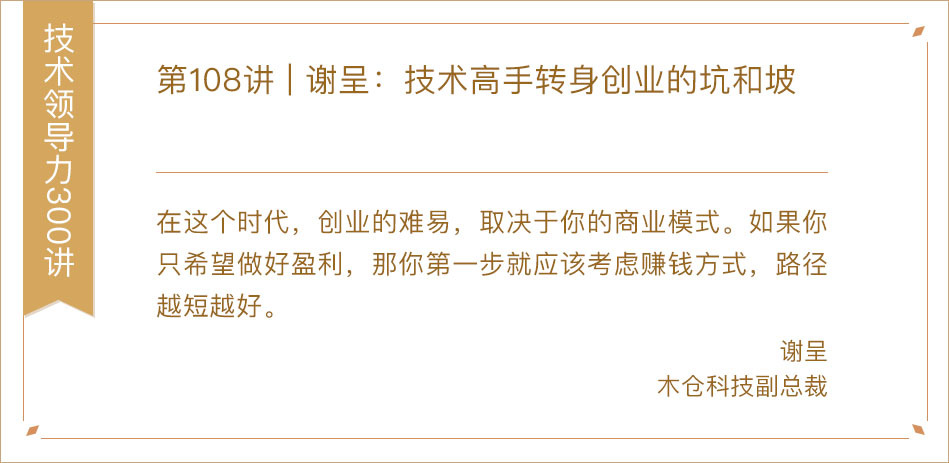 技术领导力300讲
第108讲 | 谢呈：技术高手转身创业的坑和坡
在这个时代，创业的难易，取决于你的商业模式。如果你
只希望做好盈利，那你第一步就应该考虑赚钱方式，路径
越短越好。
谢呈
木仓科技副总裁